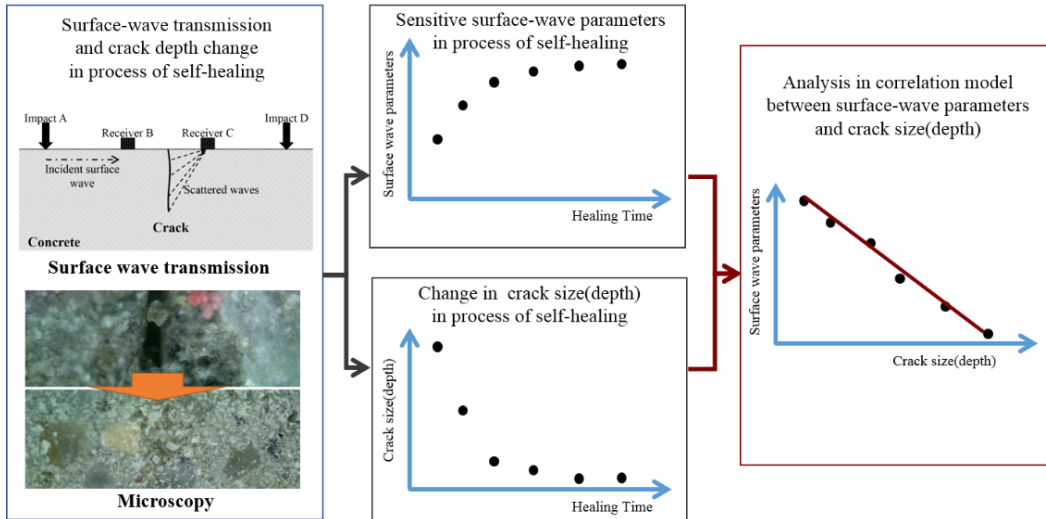 Surface-wave transmission
and crack depth change
in process of self-healing
Impact A
Receiver B
Receiver C
Impact D
Incident surface
wave
Scattered waves
Crack
Concrete
Surface wave transmission
Microscopy
Sensitive surface-wave parameters
in process of self-healing
Surface wave parameters
Healing Time
Change in crack size(depth)
in process of self-healing
Crack size(depth)
Healing Time
Analysis in correlation model
between surface-wave parameters
and crack size(depth)
Surface wave parameters
Crack size(depth)